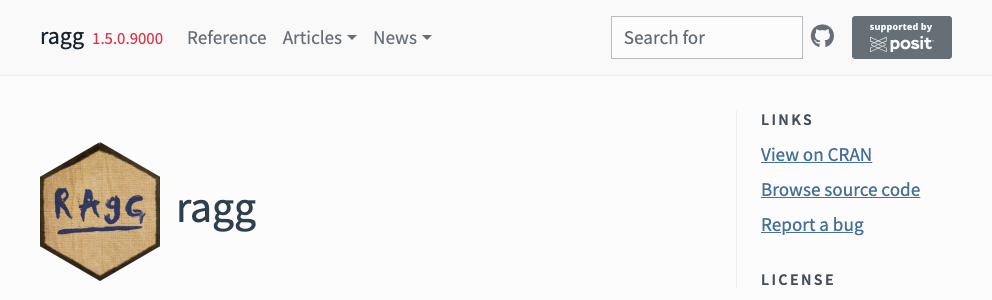 ragg 1.5.0.9000 Reference Articles News Search for supported by posit
LINKS
View on CRAN
RAgg ragg
Browse source code
Report a bug
LICENSE